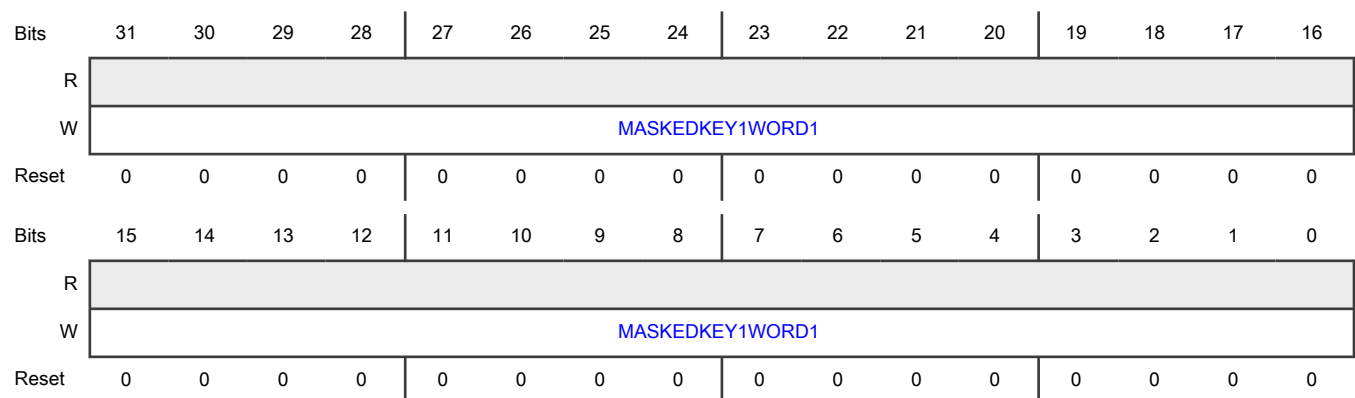 Bits 31 30 29 28 27 26 25 24 23 22 21 20 19 18 17 16
R
W MASKEDKEY1WORD1
Reset 0 0 0 0 0 0 0 0 0 0 0 0 0 0 0 0
Bits 15 14 13 12 11 10 9 8 7 6 5 4 3 2 1 0
R
W MASKEDKEY1WORD1
Reset 0 0 0 0 0 0 0 0 0 0 0 0 0 0 0 0